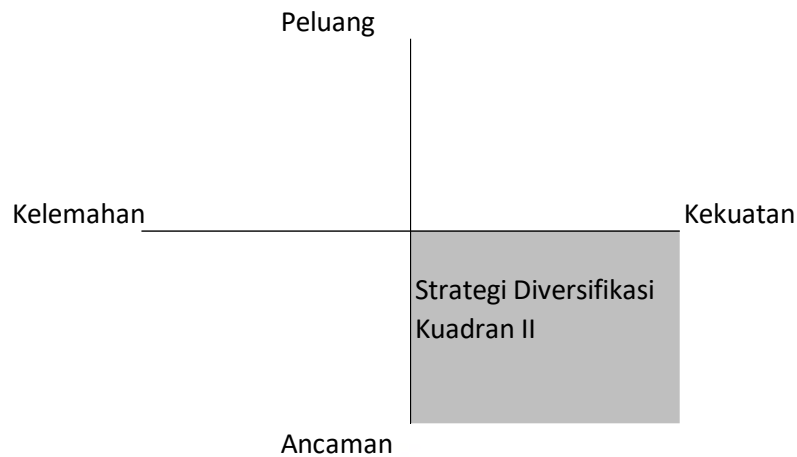 Peluang
Kelemahan
Kekuatan
Strategi Diversifikasi
Kuadran II
Ancaman